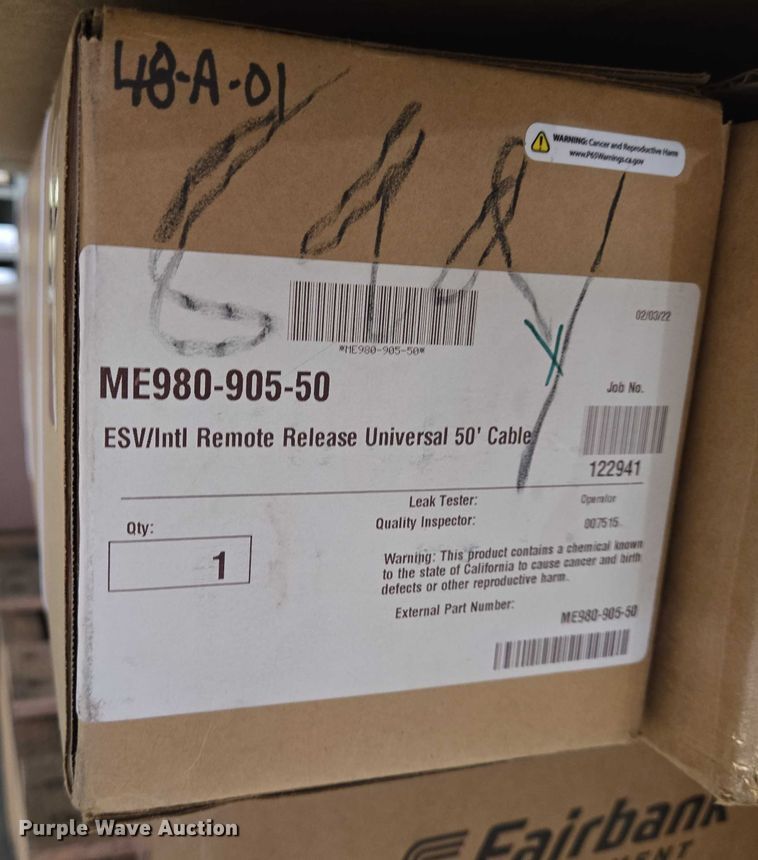 48-A-01
WARNING: Cancer and Reproductive Harm
www.P65Warnings.ca.gov
02/03/22
*ME980-905-50*
ME980-905-50
Job No.
ESV/Intl Remote Release Universal 50' Cable
122941
Leak Tester: Operator
Qty:
Quality Inspector: 007515
1
Warning: This product contains a chemical known
to the state of California to cause cancer and birth
defects or other reproductive harm.
External Part Number: ME980-905-50
Purple Wave Auction
Fairbank